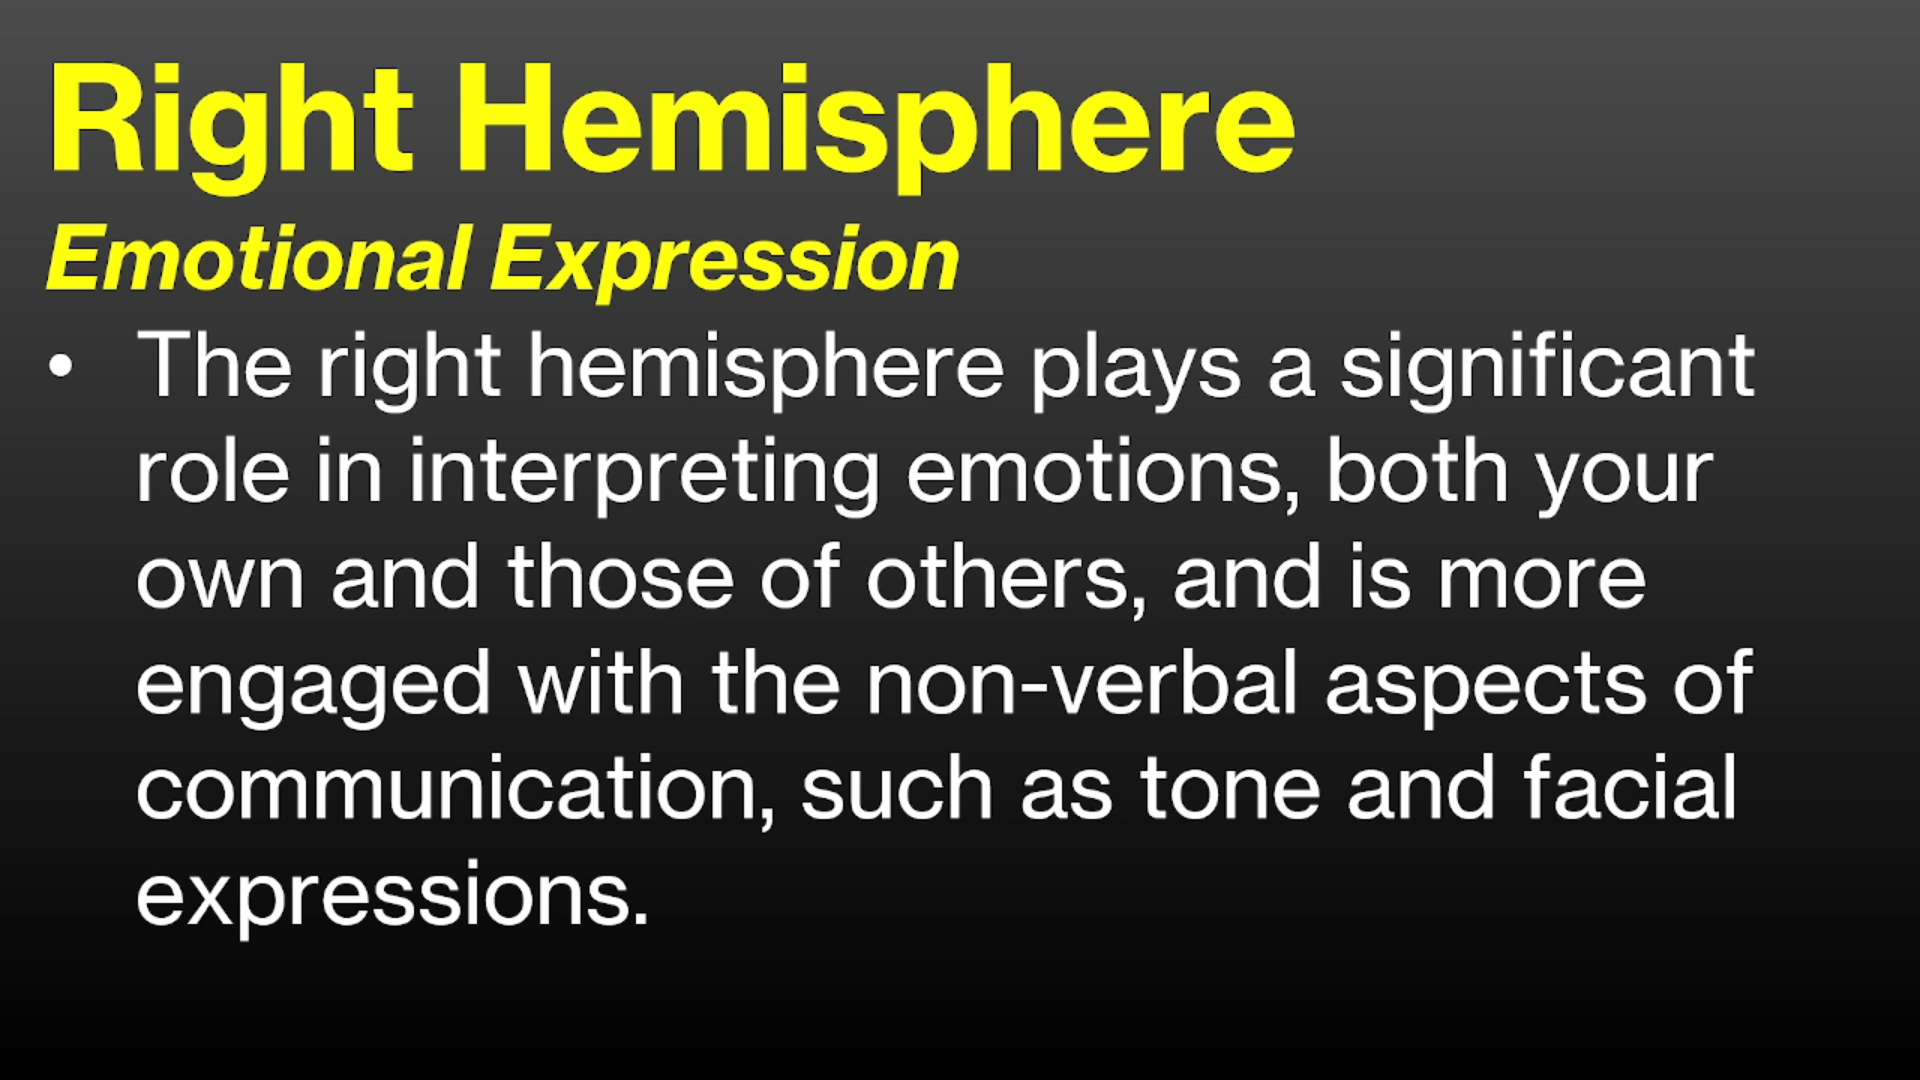 Right Hemisphere
Emotional Expression
• The right hemisphere plays a significant
role in interpreting emotions, both your
own and those of others, and is more
engaged with the non-verbal aspects of
communication, such as tone and facial
expressions.